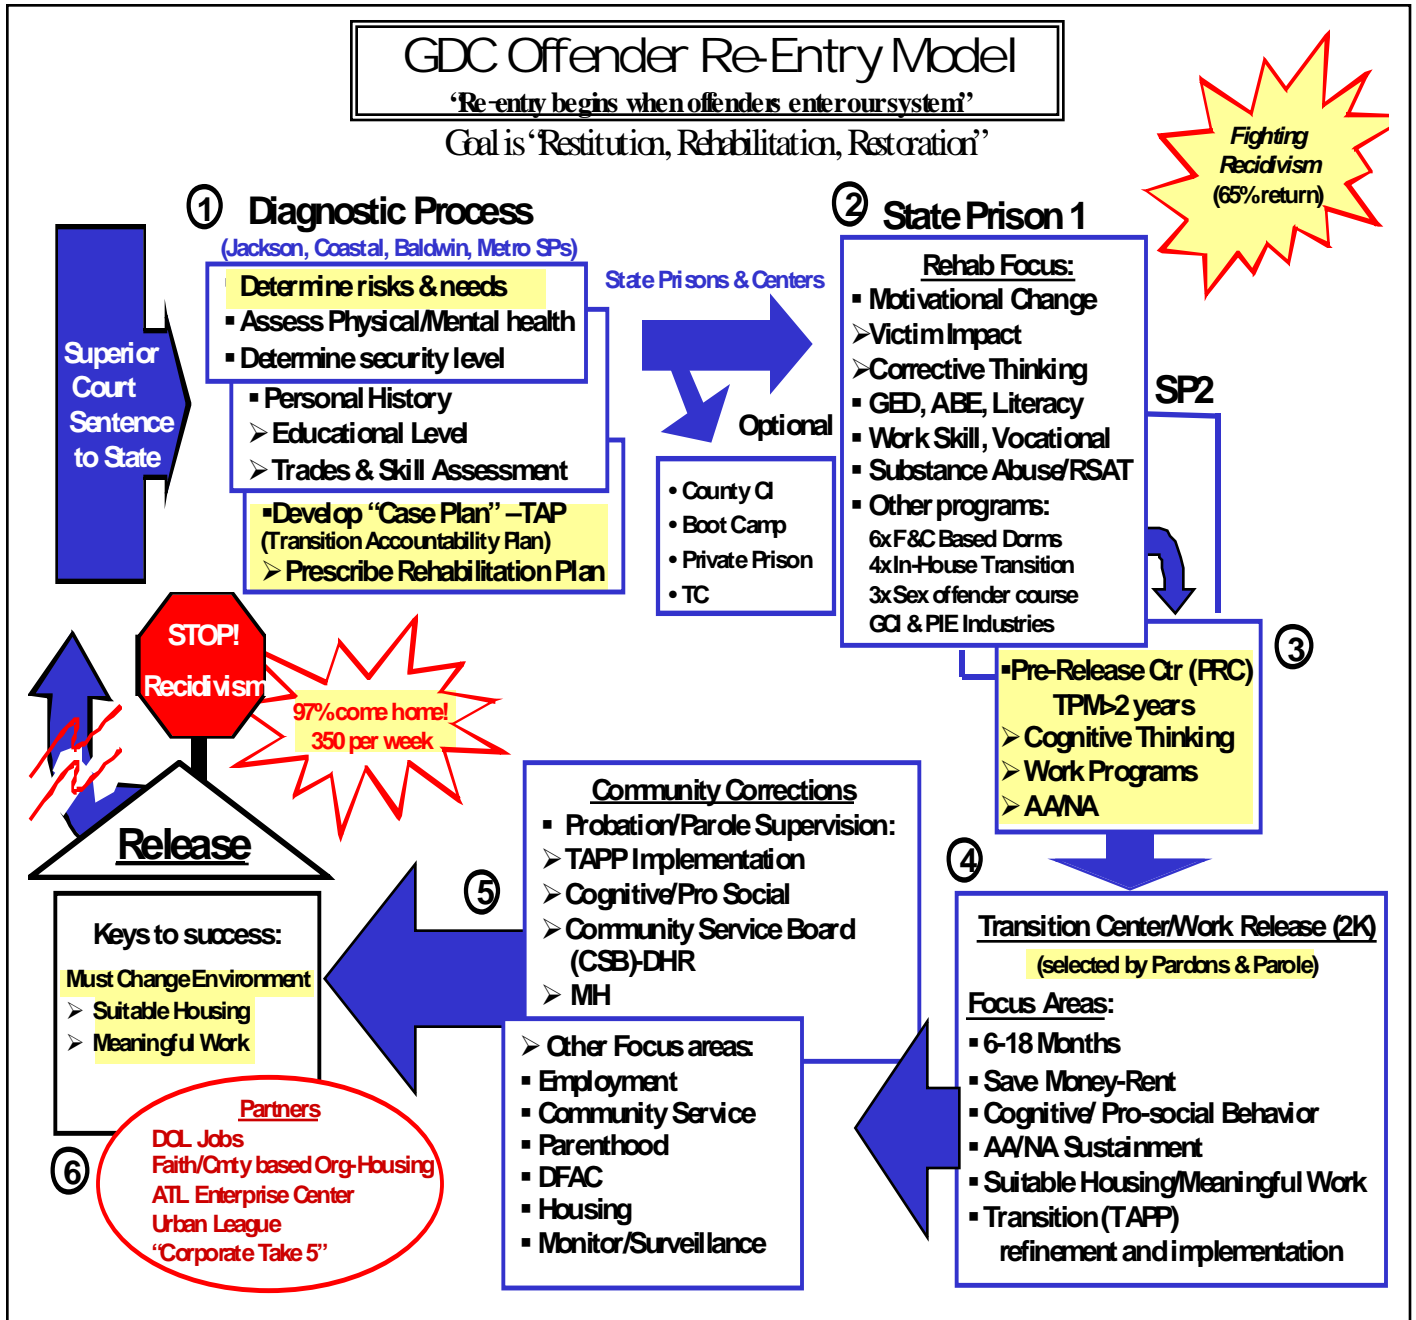 GDC Offender Re-Entry Model
“Re-entry begins when offenders enter our system”
Goal is “Restitution, Rehabilitation, Restoration”
Fighting
Recidivism
(65% return)
1 Diagnostic Process
(Jackson, Coastal, Baldwin, Metro SPs)
Superior
Court
Sentence
to State
Determine risks & needs
▪ Assess Physical/Mental health
▪ Determine security level
▪ Personal History
➢ Educational Level
➢ Trades & Skill Assessment
▪Develop “Case Plan” –TAP
(Transition Accountability Plan)
➢ Prescribe Rehabilitation Plan
State Prisons & Centers
Optional
• County CI
• Boot Camp
• Private Prison
• TC
2 State Prison 1
Rehab Focus:
▪ Motivational Change
➢Victim Impact
➢Corrective Thinking
▪ GED, ABE, Literacy
▪ Work Skill, Vocational
▪ Substance Abuse/RSAT
▪ Other programs:
6x F&C Based Dorms
4x In-House Transition
3x Sex offender course
GCI & PIE Industries
SP2
3
▪Pre-Release Ctr (PRC)
TPM>2 years
➢ Cognitive Thinking
➢ Work Programs
➢ AA/NA
4
Transition Center/Work Release (2K)
(selected by Pardons & Parole)
Focus Areas:
▪ 6-18 Months
▪ Save Money-Rent
▪ Cognitive/ Pro-social Behavior
▪ AA/NA Sustainment
▪ Suitable Housing/Meaningful Work
▪ Transition (TAPP)
refinement and implementation
5
Community Corrections
▪ Probation/Parole Supervision:
➢ TAPP Implementation
➢ Cognitive/Pro Social
➢ Community Service Board
(CSB)-DHR
➢ MH
➢ Other Focus areas:
▪ Employment
▪ Community Service
▪ Parenthood
▪ DFAC
▪ Housing
▪ Monitor/Surveillance
STOP!
Recidivism
97% come home!
350 per week
Release
Keys to success:
Must Change Environment
➢ Suitable Housing
➢ Meaningful Work
6
Partners
DOL Jobs
Faith/Cmty based Org-Housing
ATL Enterprise Center
Urban League
“Corporate Take 5”